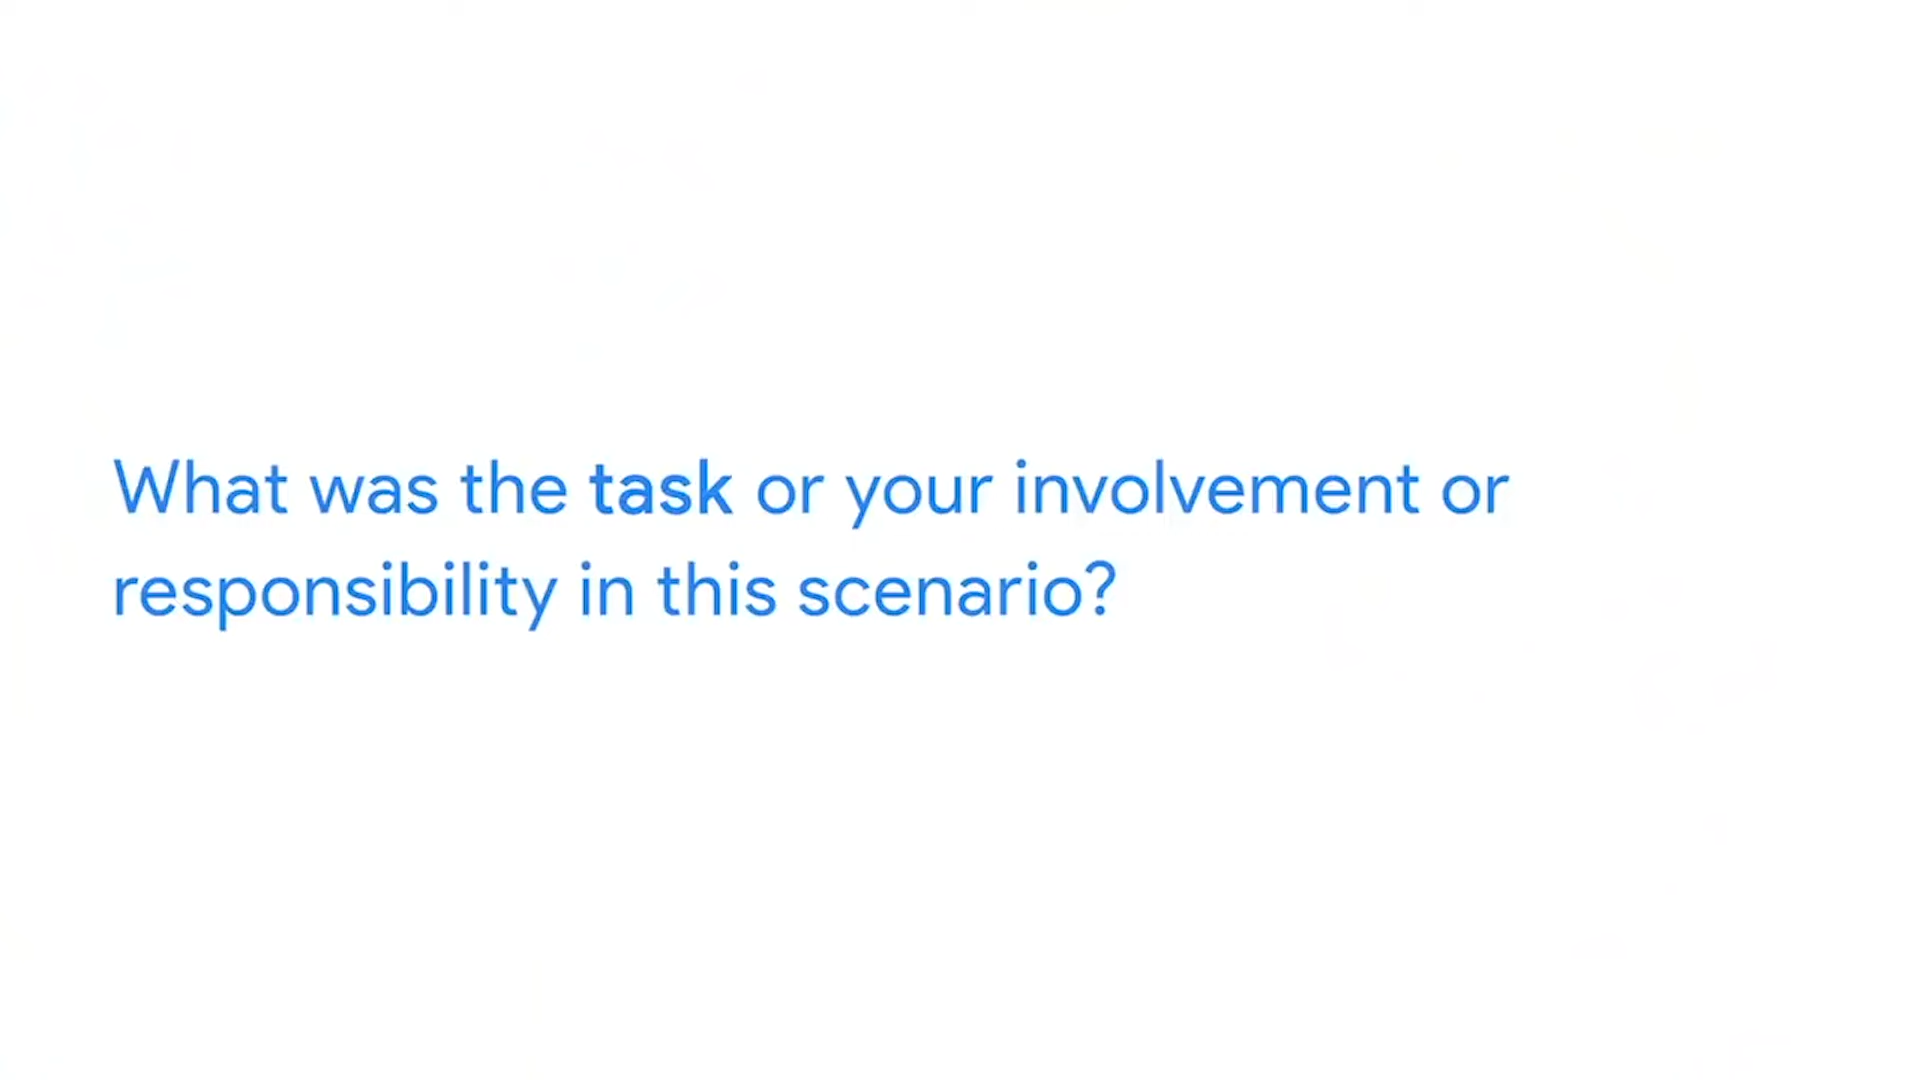 What was the task or your involvement or
responsibility in this scenario?